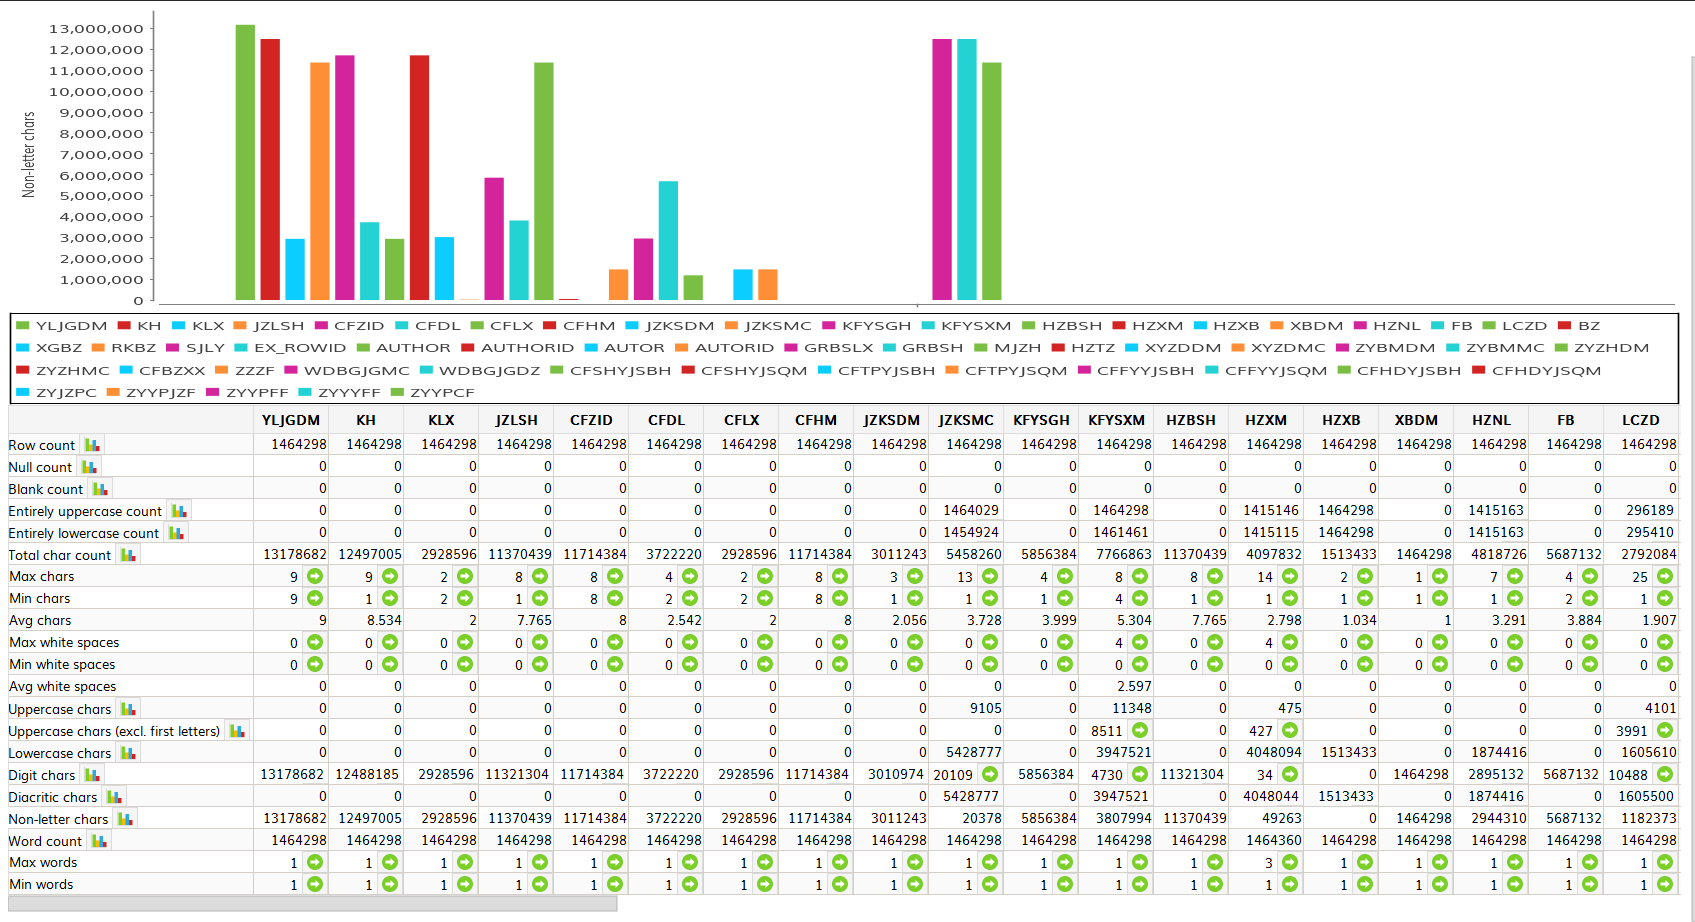 13,000,000
12,000,000
11,000,000
10,000,000
9,000,000
8,000,000
7,000,000
6,000,000
5,000,000
4,000,000
3,000,000
2,000,000
1,000,000
0
Non-letter chars
YLJGDM KH KLX JZLSH CFZID CFDL CFLX CFHM JZKSDM JZKSMC KFYSGH KFYSXM HZBSH HZXM HZXB XBDM HZNL FB LCZD BZ
XGBZ RKBZ SJLY EX_ROWID AUTHOR AUTHORID AUTOR AUTORID GRBSLX GRBSH MJZH HZTZ XYZDDM XYZDMC ZYBMDM ZYBMMC ZYZHDM
ZYZHMC CFBZXX ZZZF WDBGJGMC WDBGJGDZ CFSHYJSBH CFSHYJSQM CFTPYJSBH CFTPYJSQM CFFYYJSBH CFFYYJSQM CFHDYJSBH CFHDYJSQM
ZYJZPC ZYYPJZF ZYYPFF ZYYYFF ZYYPCF
YLJGDM KH KLX JZLSH CFZID CFDL CFLX CFHM JZKSDM JZKSMC KFYSGH KFYSXM HZBSH HZXM HZXB XBDM HZNL FB LCZD
Row count 1464298 1464298 1464298 1464298 1464298 1464298 1464298 1464298 1464298 1464298 1464298 1464298 1464298 1464298 1464298 1464298 1464298 1464298 1464298
Null count 0 0 0 0 0 0 0 0 0 0 0 0 0 0 0 0 0 0 0
Blank count 0 0 0 0 0 0 0 0 0 0 0 0 0 0 0 0 0 0 0
Entirely uppercase count 0 0 0 0 0 0 0 0 0 1464029 0 1464298 0 1415146 1464298 0 1415163 0 296189
Entirely lowercase count 0 0 0 0 0 0 0 0 0 1454924 0 1461461 0 1415115 1464298 0 1415163 0 295410
Total char count 13178682 12497005 2928596 11370439 11714384 3722220 2928596 11714384 3011243 5458260 5856384 7766863 11370439 4097832 1513433 1464298 4818726 5687132 2792084
Max chars 9 9 2 8 8 4 2 8 3 13 4 8 8 14 2 1 7 4 25
Min chars 9 1 2 1 8 2 2 8 1 1 1 4 1 1 1 1 1 2 1
Avg chars 9 8.534 2 7.765 8 2.542 2 8 2.056 3.728 3.999 5.304 7.765 2.798 1.034 1 3.291 3.884 1.907
Max white spaces 0 0 0 0 0 0 0 0 0 0 0 4 0 4 0 0 0 0 0
Min white spaces 0 0 0 0 0 0 0 0 0 0 0 0 0 0 0 0 0 0 0
Avg white spaces 0 0 0 0 0 0 0 0 0 0 0 2.597 0 0 0 0 0 0 0
Uppercase chars 0 0 0 0 0 0 0 0 0 9105 0 11348 0 475 0 0 0 0 4101
Uppercase chars (excl. first letters) 0 0 0 0 0 0 0 0 0 0 0 8511 0 427 0 0 0 0 3991
Lowercase chars 0 0 0 0 0 0 0 0 0 5428777 0 3947521 0 4048094 1513433 0 1874416 0 1605610
Digit chars 13178682 12488185 2928596 11321304 11714384 3722220 2928596 11714384 3010974 20109 5856384 4730 11321304 34 0 1464298 2895132 5687132 10488
Diacritic chars 0 0 0 0 0 0 0 0 0 5428777 0 3947521 0 4048044 1513433 0 1874416 0 1605500
Non-letter chars 13178682 12497005 2928596 11370439 11714384 3722220 2928596 11714384 3011243 20378 5856384 3807994 11370439 49263 0 1464298 2944310 5687132 1182373
Word count 1464298 1464298 1464298 1464298 1464298 1464298 1464298 1464298 1464298 1464298 1464298 1464298 1464298 1464360 1464298 1464298 1464298 1464298 1464298
Max words 1 1 1 1 1 1 1 1 1 1 1 1 1 3 1 1 1 1 1
Min words 1 1 1 1 1 1 1 1 1 1 1 1 1 1 1 1 1 1 1